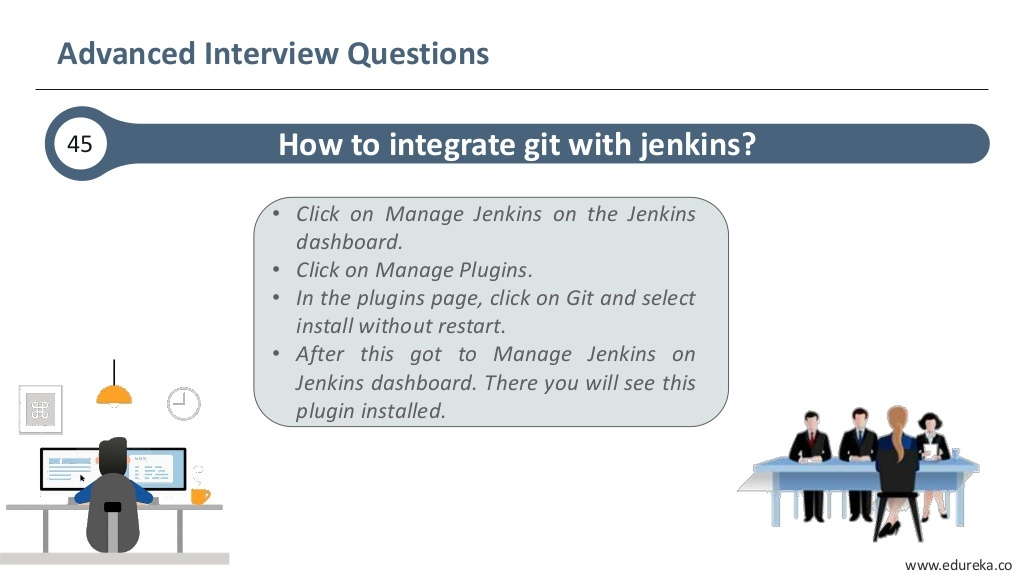 Advanced Interview Questions
45
How to integrate git with jenkins?
• Click on Manage Jenkins on the Jenkins
dashboard.
• Click on Manage Plugins.
• In the plugins page, click on Git and select
install without restart.
• After this got to Manage Jenkins on
Jenkins dashboard. There you will see this
plugin installed.
www.edureka.co